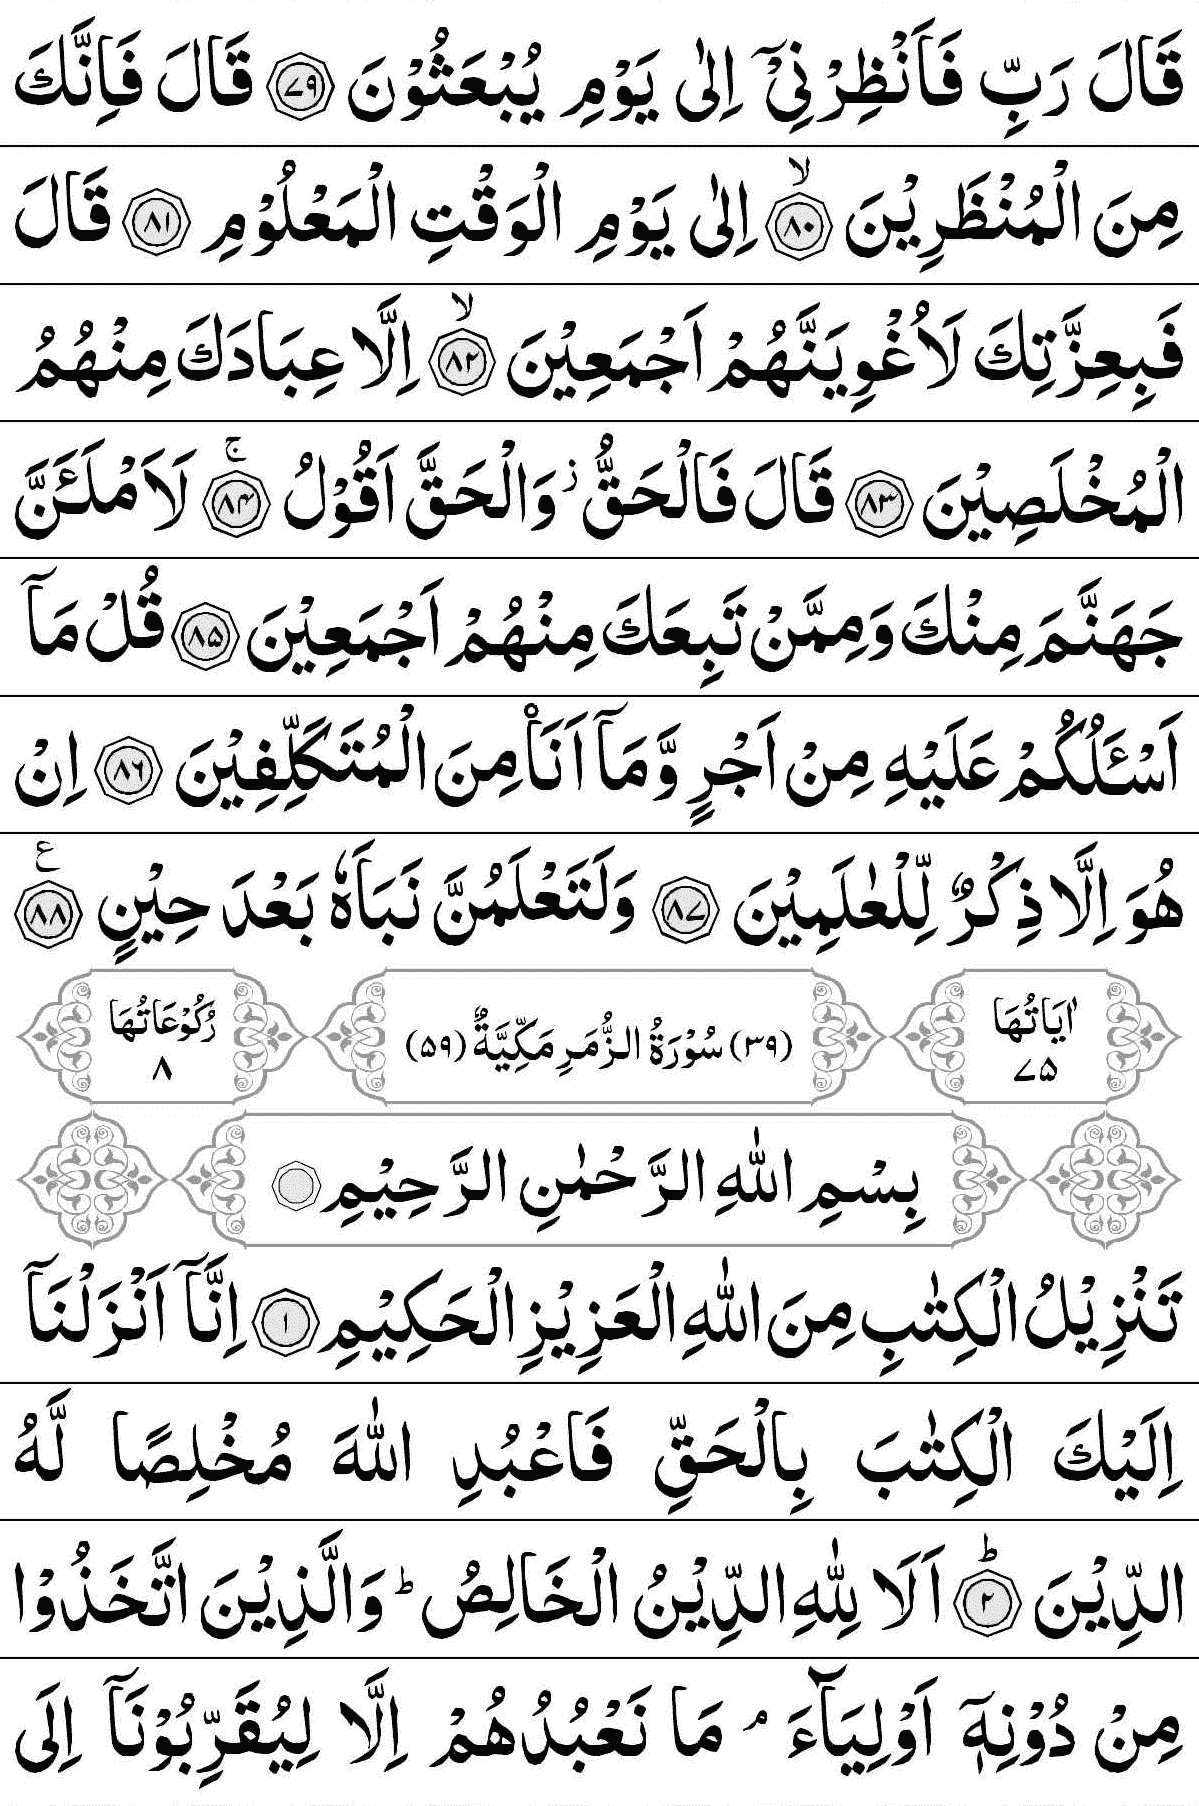 قَالَ رَبِّ فَاَنْظِرْنِيْۤ اِلٰى يَوْمِ يُبْعَثُوْنَ ۷۹ قَالَ فَاِنَّكَ
مِنَ الْمُنْظَرِيْنَ ۸۰ۙ اِلٰى يَوْمِ الْوَقْتِ الْمَعْلُوْمِ ۸۱ قَالَ
فَبِعِزَّتِكَ لَاُغْوِيَنَّهُمْ اَجْمَعِيْنَ ۸۲ۙ اِلَّا عِبَادَكَ مِنْهُمُ
الْمُخْلَصِيْنَ ۸۳ قَالَ فَالْحَقُّ ز وَالْحَقَّ اَقُوْلُ ۸۴ۚ لَاَمْلَـَٔنَّ
جَهَنَّمَ مِنْكَ وَمِمَّنْ تَبِعَكَ مِنْهُمْ اَجْمَعِيْنَ ۸۵ قُلْ مَاۤ
اَسْـَٔلُكُمْ عَلَيْهِ مِنْ اَجْرٍ وَّمَاۤ اَنَا۠ مِنَ الْمُتَكَلِّفِيْنَ ۸۶ اِنْ
هُوَ اِلَّا ذِكْرٌ لِّلْعٰلَمِيْنَ ۸۷ وَلَتَعْلَمُنَّ نَبَاَهٗ بَعْدَ حِيْنٍ ۸۸ ع
اٰيَاتُهَا ۷۵ (۳۹) سُوْرَةُ الزُّمَرِ مَكِّيَّةٌ (۵۹) رُكُوْعَاتُهَا ۸
بِسْمِ اللّٰهِ الرَّحْمٰنِ الرَّحِيْمِ
تَنْزِيْلُ الْكِتٰبِ مِنَ اللّٰهِ الْعَزِيْزِ الْحَكِيْمِ ۱ اِنَّاۤ اَنْزَلْنَاۤ
اِلَيْكَ الْكِتٰبَ بِالْحَقِّ فَاعْبُدِ اللّٰهَ مُخْلِصًا لَّهُ
الدِّيْنَ ۲ؕ اَلَا لِلّٰهِ الدِّيْنُ الْخَالِصُ ؕ وَالَّذِيْنَ اتَّخَذُوْا
مِنْ دُوْنِهٖۤ اَوْلِيَآءَ ۘ مَا نَعْبُدُهُمْ اِلَّا لِيُقَرِّبُوْنَاۤ اِلَى